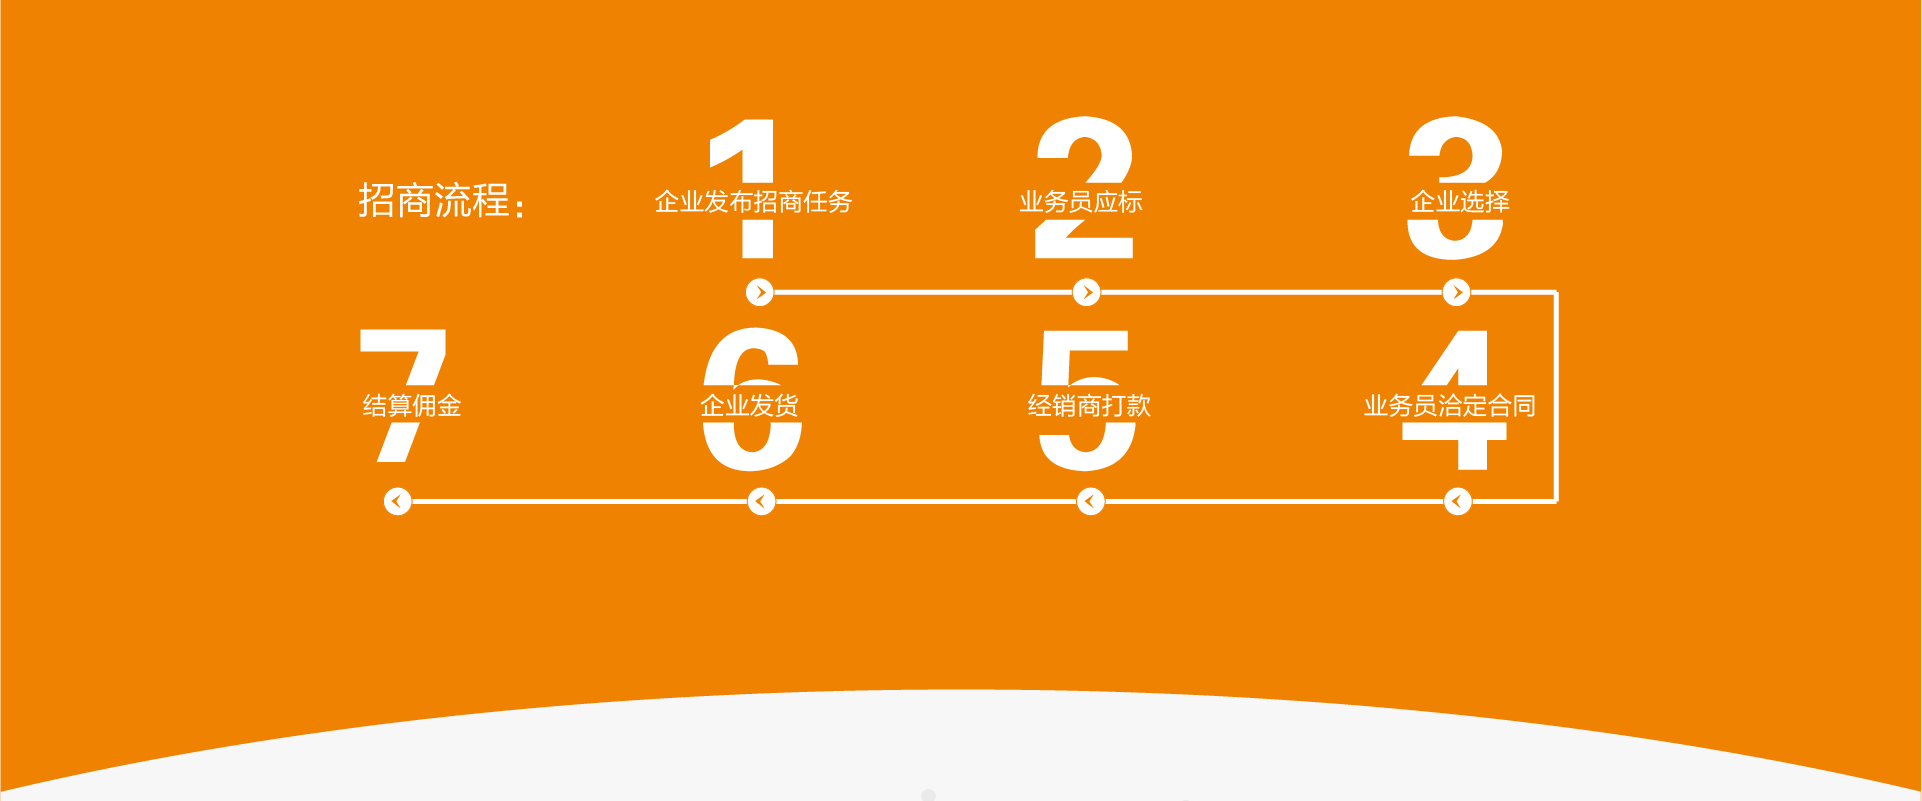 招商流程：
1
企业发布招商任务
2
业务员应标
3
企业选择
4
业务员洽定合同
5
经销商打款
6
企业发货
7
结算佣金